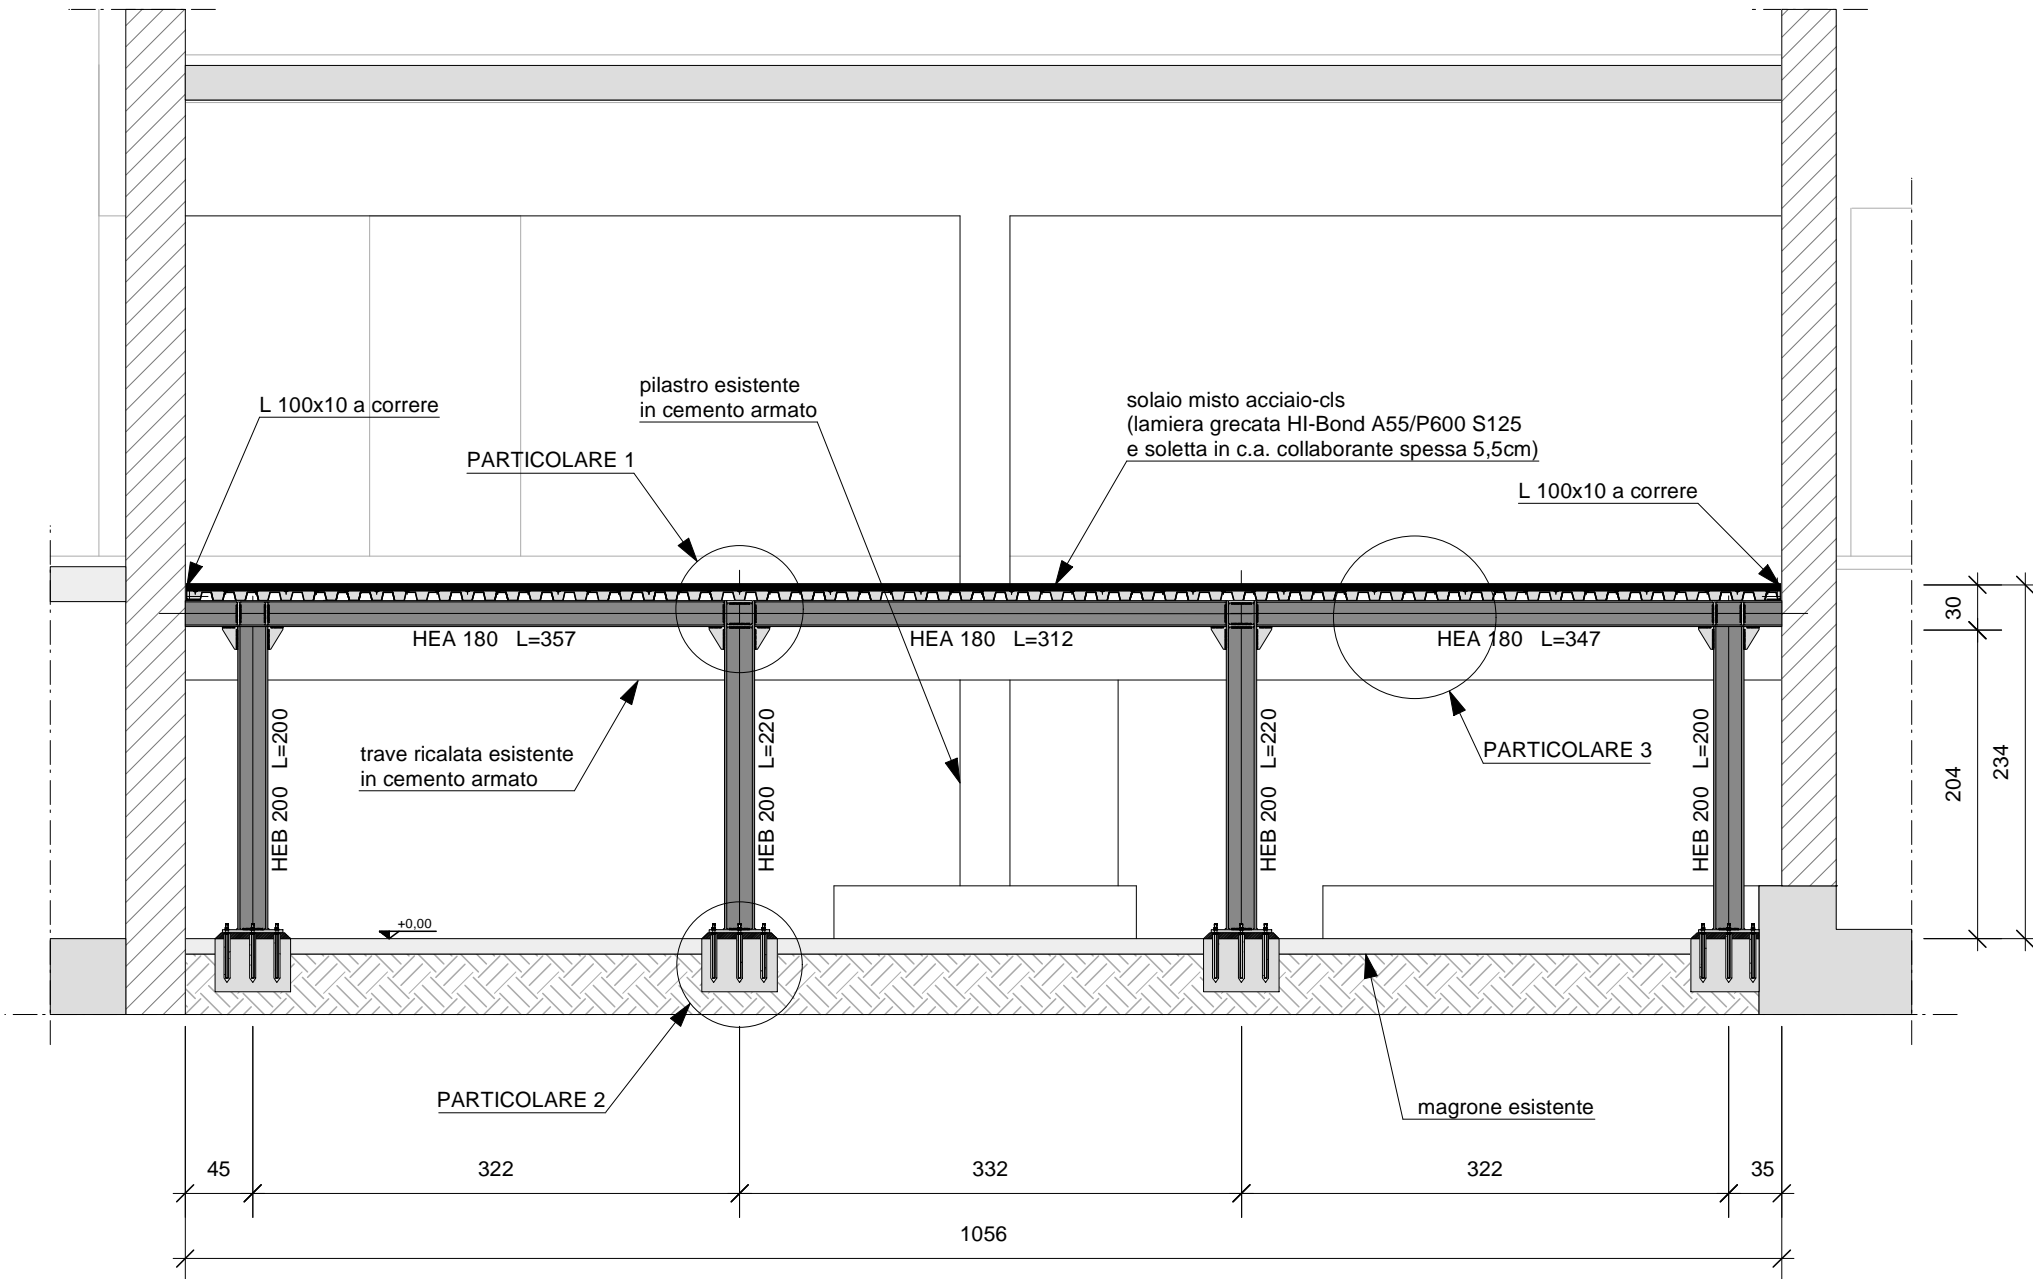 pilastro esistente
in cemento armato
L 100x10 a correre
solaio misto acciaio-cls
(lamiera grecata HI-Bond A55/P600 S125
e soletta in c.a. collaborante spessa 5,5cm)
PARTICOLARE 1
L 100x10 a correre
HEA 180 L=357
HEA 180 L=312
HEA 180 L=347
30
204
234
HEB 200 L=200
HEB 200 L=220
HEB 200 L=220
HEB 200 L=200
trave ricalata esistente
in cemento armato
PARTICOLARE 3
+0,00
PARTICOLARE 2
magrone esistente
45
322
332
322
35
1056